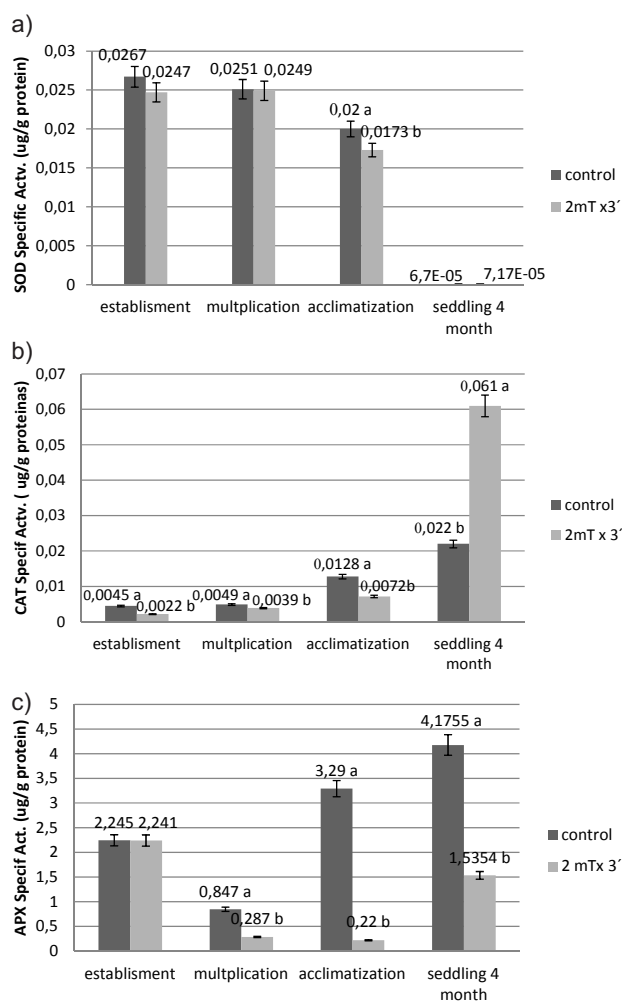 a)
SOD Specific Actv. (ug/g protein)
0,03
0,025
0,02
0,015
0,01
0,005
0
0,0267
0,0247
0,0251
0,0249
0,02 a
0,0173 b
6,7E-05
7,17E-05
establisment
multplication
acclimatization
seddling 4
month
control
2mT x3´
b)
CAT Specif Actv. ( ug/g proteinas)
0,07
0,06
0,05
0,04
0,03
0,02
0,01
0
0,0045 a
0,0022 b
0,0049 a
0,0039 b
0,0128 a
0,0072b
0,022 b
0,061 a
establisment
multplication
acclimatization
seddling 4
month
control
2mT x 3´
c)
APX Specif Act. (ug/g protein)
5
4,5
4
3,5
3
2,5
2
1,5
1
0,5
0
2,245
2,241
0,847 a
0,287 b
3,29 a
0,22 b
4,1755 a
1,5354 b
establisment
multplication
acclimatization
seddling 4
month
control
2 mTx 3´